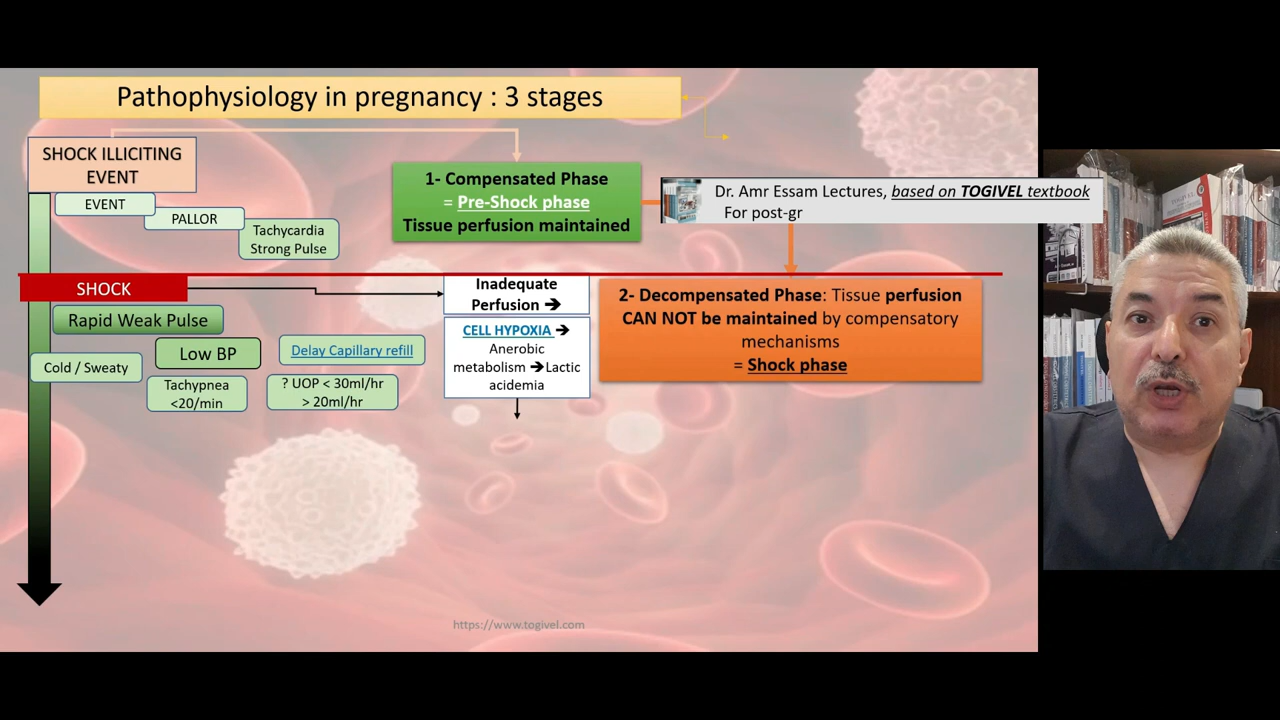 Pathophysiology in pregnancy : 3 stages
SHOCK ILLICITING
EVENT
EVENT
PALLOR
Tachycardia
Strong Pulse
1- Compensated Phase
= Pre-Shock phase
Tissue perfusion maintained
Dr. Amr Essam Lectures, based on TOGIVEL textbook
For post-gr
SHOCK
Rapid Weak Pulse
Low BP
Delay Capillary refill
Cold / Sweaty
Tachypnea
<20/min
? UOP < 30ml/hr
> 20ml/hr
Inadequate
Perfusion ➔
CELL HYPOXIA ➔
Anerobic
metabolism ➔Lactic
acidemia
2- Decompensated Phase: Tissue perfusion
CAN NOT be maintained by compensatory
mechanisms
= Shock phase
https://www.togivel.com